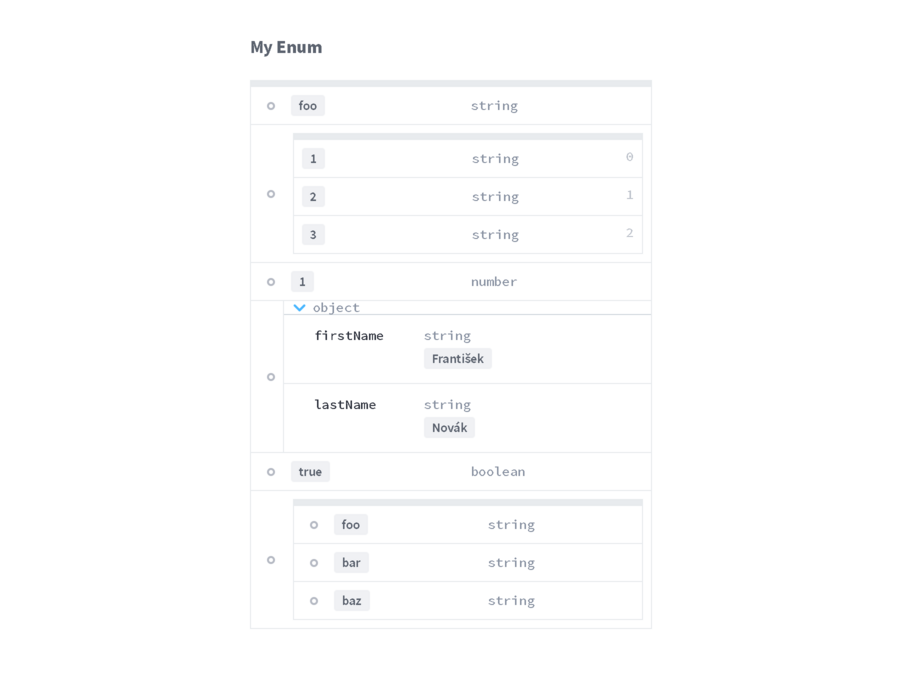 My Enum
foo string
1 string 0
2 string 1
3 string 2
1 number
object
firstName string
František
lastName string
Novák
true boolean
foo string
bar string
baz string